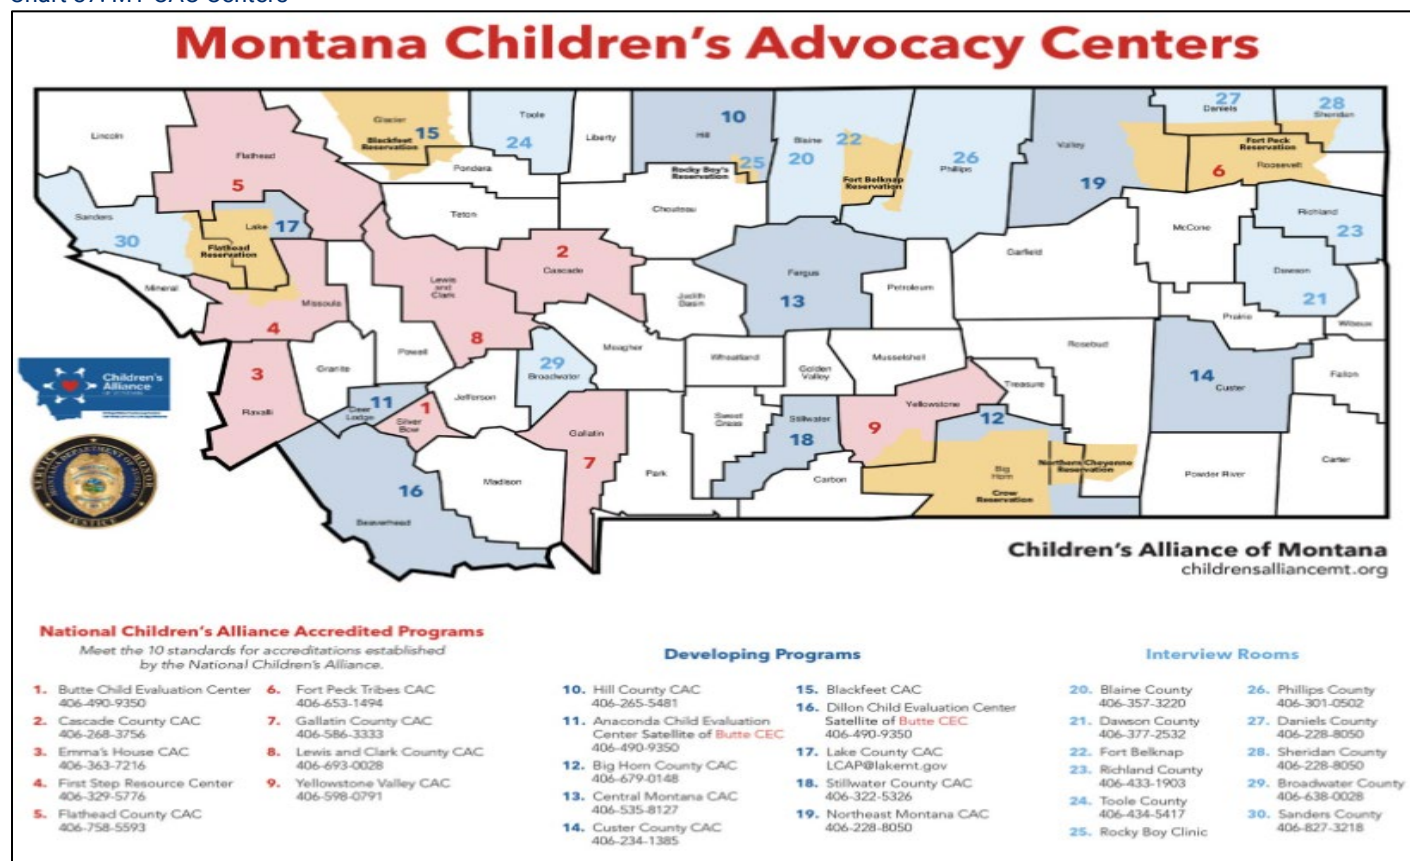 Montana Children's Advocacy Centers
Lincoln
Flathead
5
Glacier
15
Blackfeet
Reservation
Pondera
Toole
24
Liberty
10
Hill
Rocky Boy's
Reservation
25
Blaine
20
22
Fort Belknap
Reservation
26
Phillips
Valley
19
27
Daniels
28
Sheridan
Fort Peck
Reservation
Roosevelt
6
Sanders
30
Lake
17
Flathead
Reservation
Teton
Chouteau
McCone
Richland
23
Mineral
Missoula
4
Lewis
and
Clark
8
2
Cascade
Judith
Basin
Fergus
13
Petroleum
Garfield
Dawson
21
Prairie
Wibaux
3
Ravalli
Granite
Powell
29
Broadwater
Meagher
Wheatland
Golden
Valley
Musselshell
Rosebud
Treasure
14
Custer
Fallon
11
Deer
Lodge
1
Silver
Bow
Jefferson
Gallatin
7
Sweet
Grass
Stillwater
18
Yellowstone
9
12
16
Beaverhead
Madison
Park
Carbon
Big
Horn
Crow
Reservation
Northern Cheyenne
Reservation
Powder River
Carter
Children's
Alliance
JUSTICE
Children's Alliance of Montana
childrensalliancemt.org
National Children's Alliance Accredited Programs
Meet the 10 standards for accreditations established
by the National Children's Alliance.
1. Butte Child Evaluation Center
406-490-9350
2. Cascade County CAC
406-268-3756
3. Emma's House CAC
406-363-7216
4. First Step Resource Center
406-329-5776
5. Flathead County CAC
406-758-5593
6. Fort Peck Tribes CAC
406-653-1494
7. Gallatin County CAC
406-586-3333
8. Lewis and Clark County CAC
406-693-0028
9. Yellowstone Valley CAC
406-598-0791
Developing Programs
10. Hill County CAC
406-265-5481
11. Anaconda Child Evaluation
Center Satellite of Butte CEC
406-490-9350
12. Big Horn County CAC
406-679-0148
13. Central Montana CAC
406-535-8127
14. Custer County CAC
406-234-1385
15. Blackfeet CAC
16. Dillon Child Evaluation Center
Satellite of Butte CEC
406-490-9350
17. Lake County CAC
LCAP@lakemt.gov
18. Stillwater County CAC
406-322-5326
19. Northeast Montana CAC
406-228-8050
Interview Rooms
20. Blaine County
406-357-3220
21. Dawson County
406-377-2532
22. Fort Belknap
23. Richland County
406-433-1903
24. Toole County
406-434-5417
25. Rocky Boy Clinic
26. Phillips County
406-301-0502
27. Daniels County
406-228-8050
28. Sheridan County
406-228-8050
29. Broadwater County
406-638-0028
30. Sanders County
406-827-3218